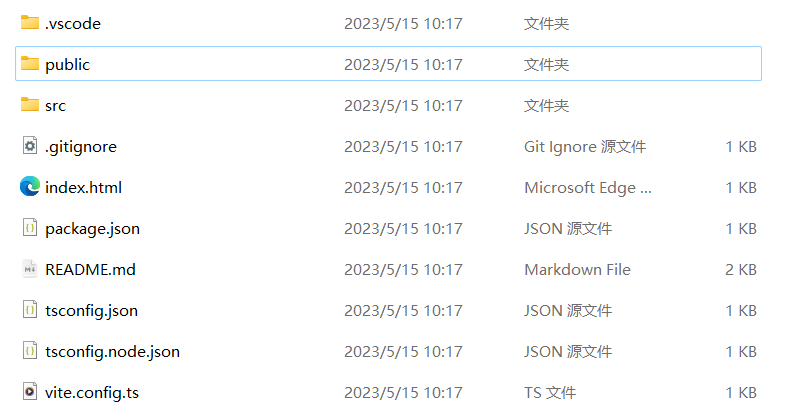 .vscode 2023/5/15 10:17 文件夹
public 2023/5/15 10:17 文件夹
src 2023/5/15 10:17 文件夹
.gitignore 2023/5/15 10:17 Git Ignore 源文件 1 KB
index.html 2023/5/15 10:17 Microsoft Edge ... 1 KB
package.json 2023/5/15 10:17 JSON 源文件 1 KB
README.md 2023/5/15 10:17 Markdown File 2 KB
tsconfig.json 2023/5/15 10:17 JSON 源文件 1 KB
tsconfig.node.json 2023/5/15 10:17 JSON 源文件 1 KB
vite.config.ts 2023/5/15 10:17 TS 文件 1 KB